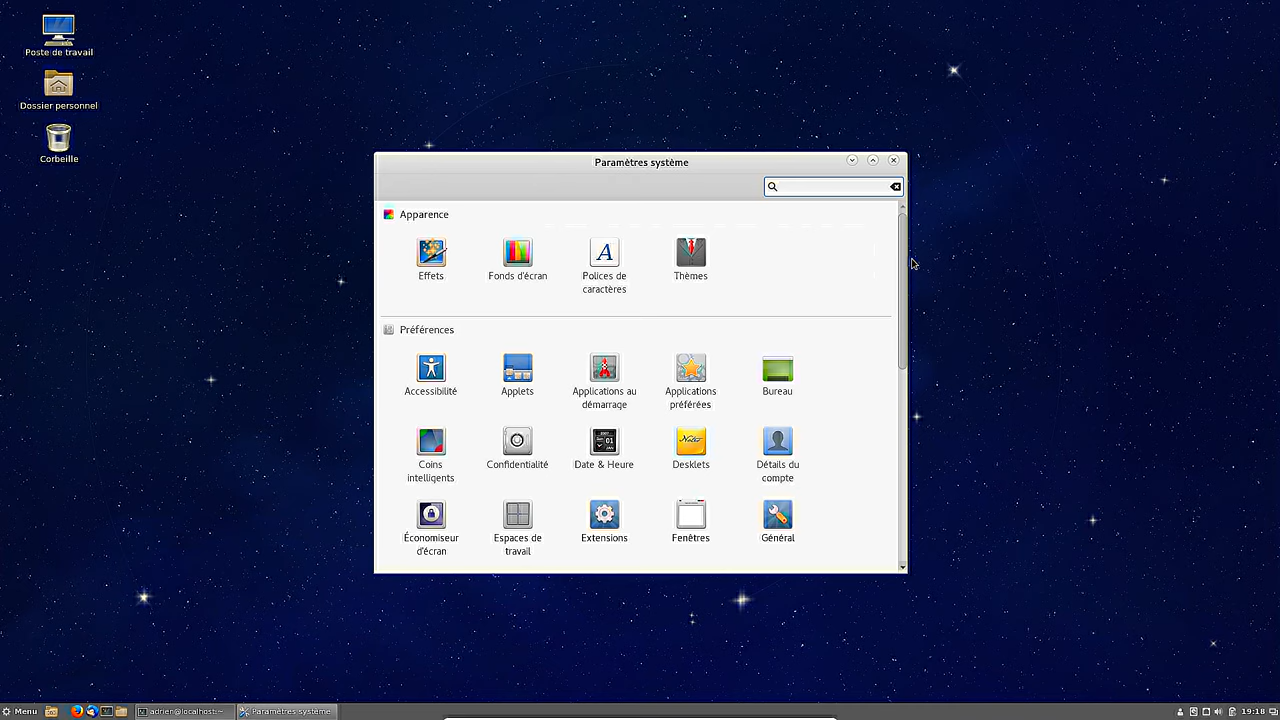 Poste de travail
Dossier personnel
Corbeille
Paramètres système
Apparence
Effets
Fonds d'écran
Polices de
caractères
Thèmes
Préférences
Accessibilité
Applets
Applications au
démarrage
Applications
préférées
Bureau
Coins
intelligents
Confidentialité
Date & Heure
Desklets
Détails du
compte
Économiseur
d'écran
Espaces de
travail
Extensions
Fenêtres
Général
Menu
adrien@localhost:~
Paramètres système
19:18